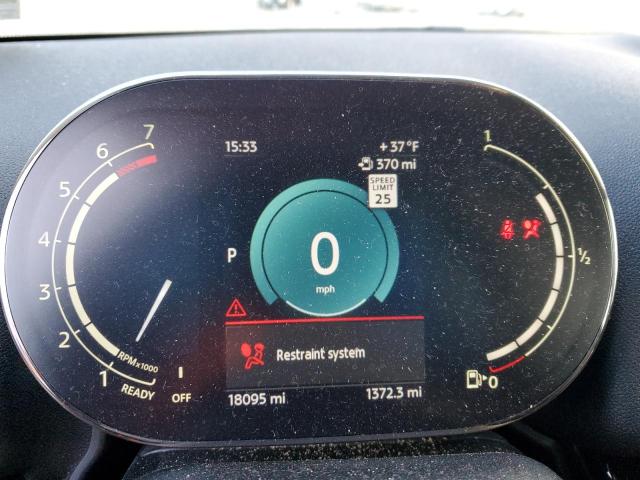 15:33
+37°F
370 mi
SPEED
LIMIT
25
7
6
5
4
3
2
1
RPM x1000
READY
OFF
P
0
mph
Restraint system
18095 mi
1372.3 mi
1
1/2
0